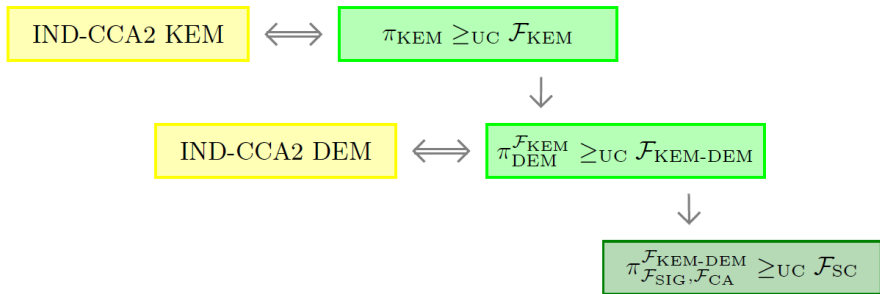 IND-CCA2 KEM ⟺ π_KEM ≥_UC ℱ_KEM
IND-CCA2 DEM ⟺ π_DEM^{ℱ_KEM} ≥_UC ℱ_KEM-DEM
π_{ℱ_SIG,ℱ_CA}^{ℱ_KEM-DEM} ≥_UC ℱ_SC